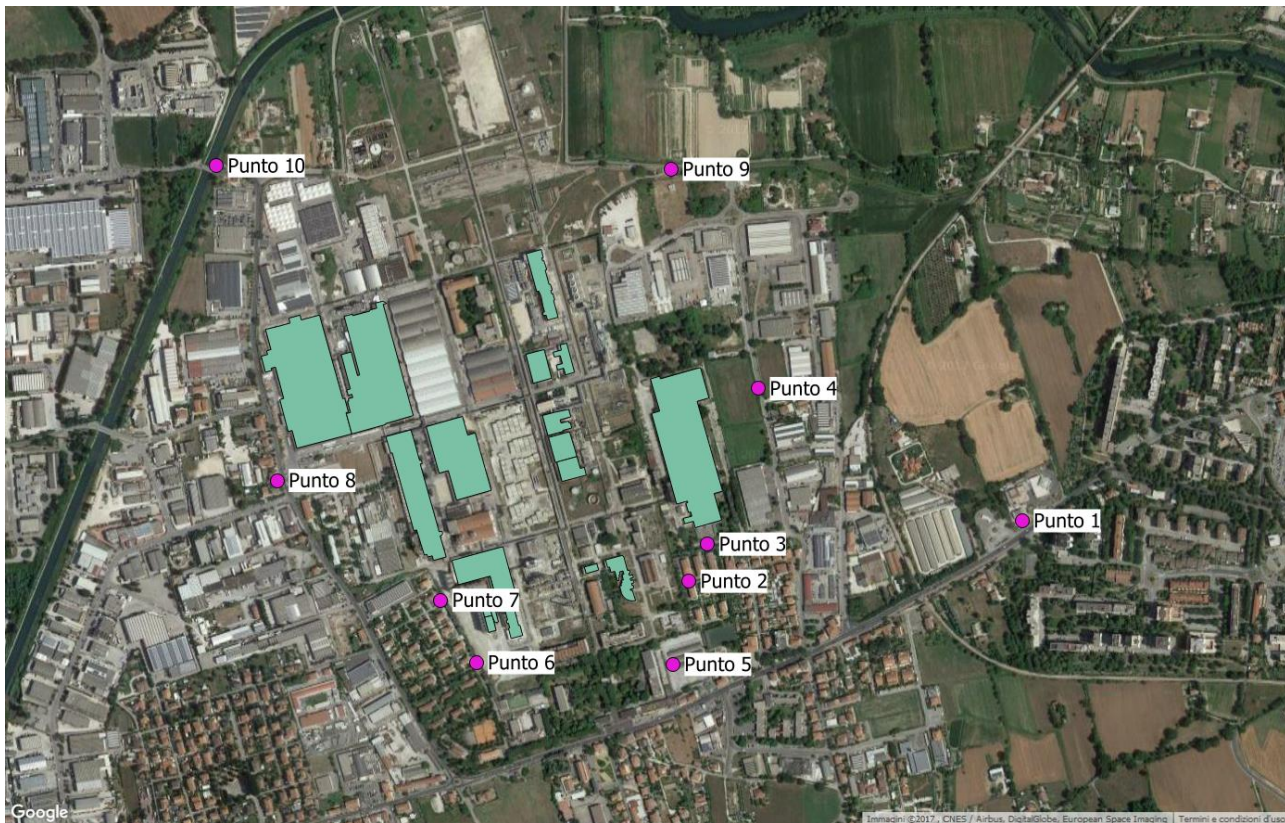 Punto 10
Punto 9
Punto 4
Punto 8
Punto 1
Punto 3
Punto 2
Punto 7
Punto 6
Punto 5
Google
Immagini ©2017 , CNES / Airbus, DigitalGlobe, European Space Imaging | Termini e condizioni d'uso